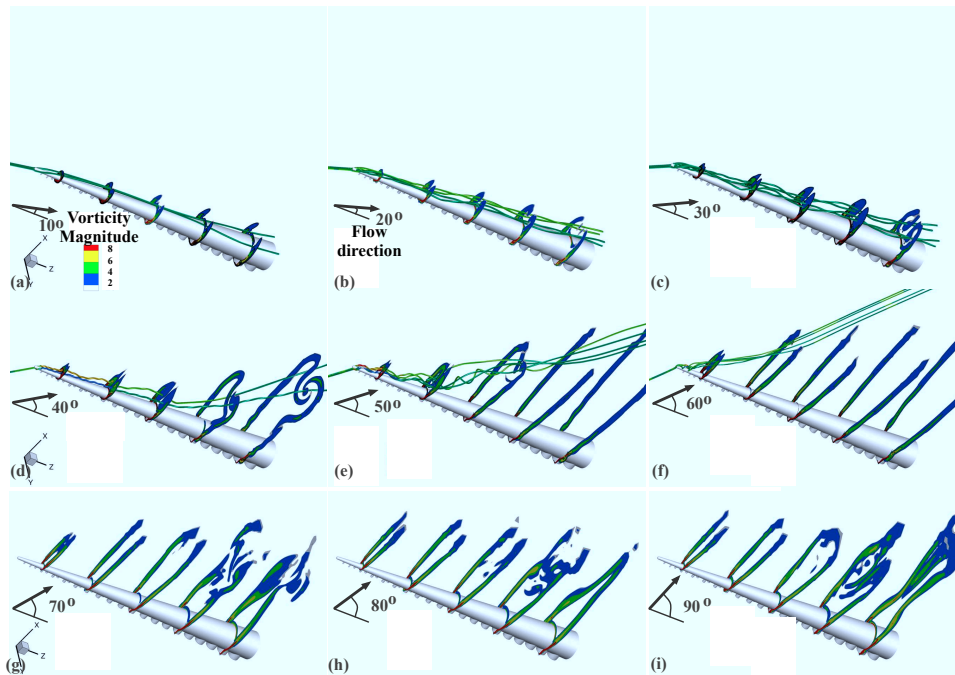 10°
Vorticity
Magnitude
8
6
4
2
X
Z
Y
(a)
20°
Flow
direction
(b)
30°
(c)
40°
X
Z
Y
(d)
50°
(e)
60°
(f)
70°
X
Z
Y
(g)
80°
(h)
90°
(i)